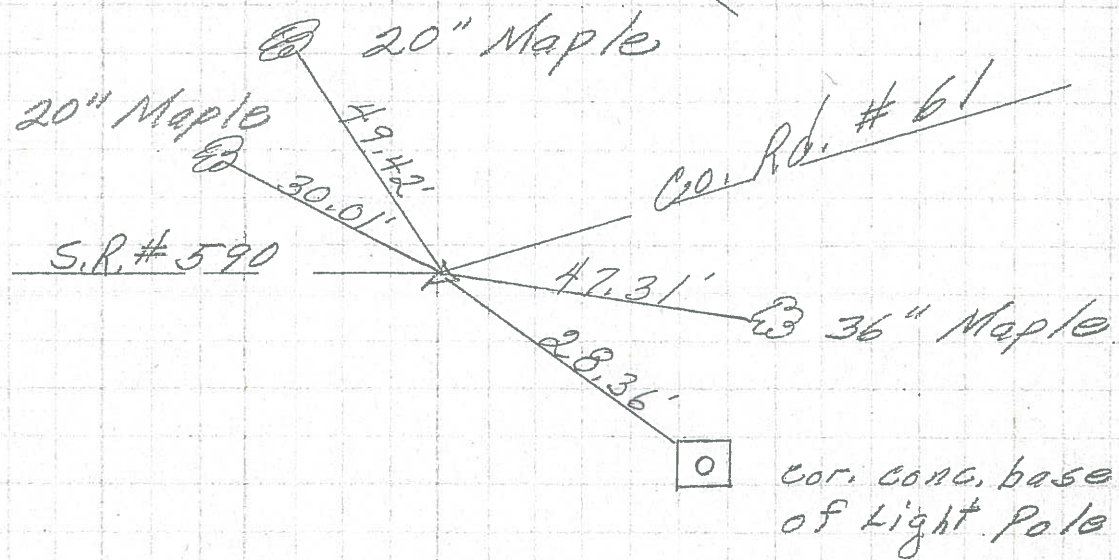 20" Maple
20" Maple
49.42'
Co. Rd. # 61
30.01'
S.R. # 590
47.31'
36" Maple
28.36'
cor. conc. base
of Light Pole